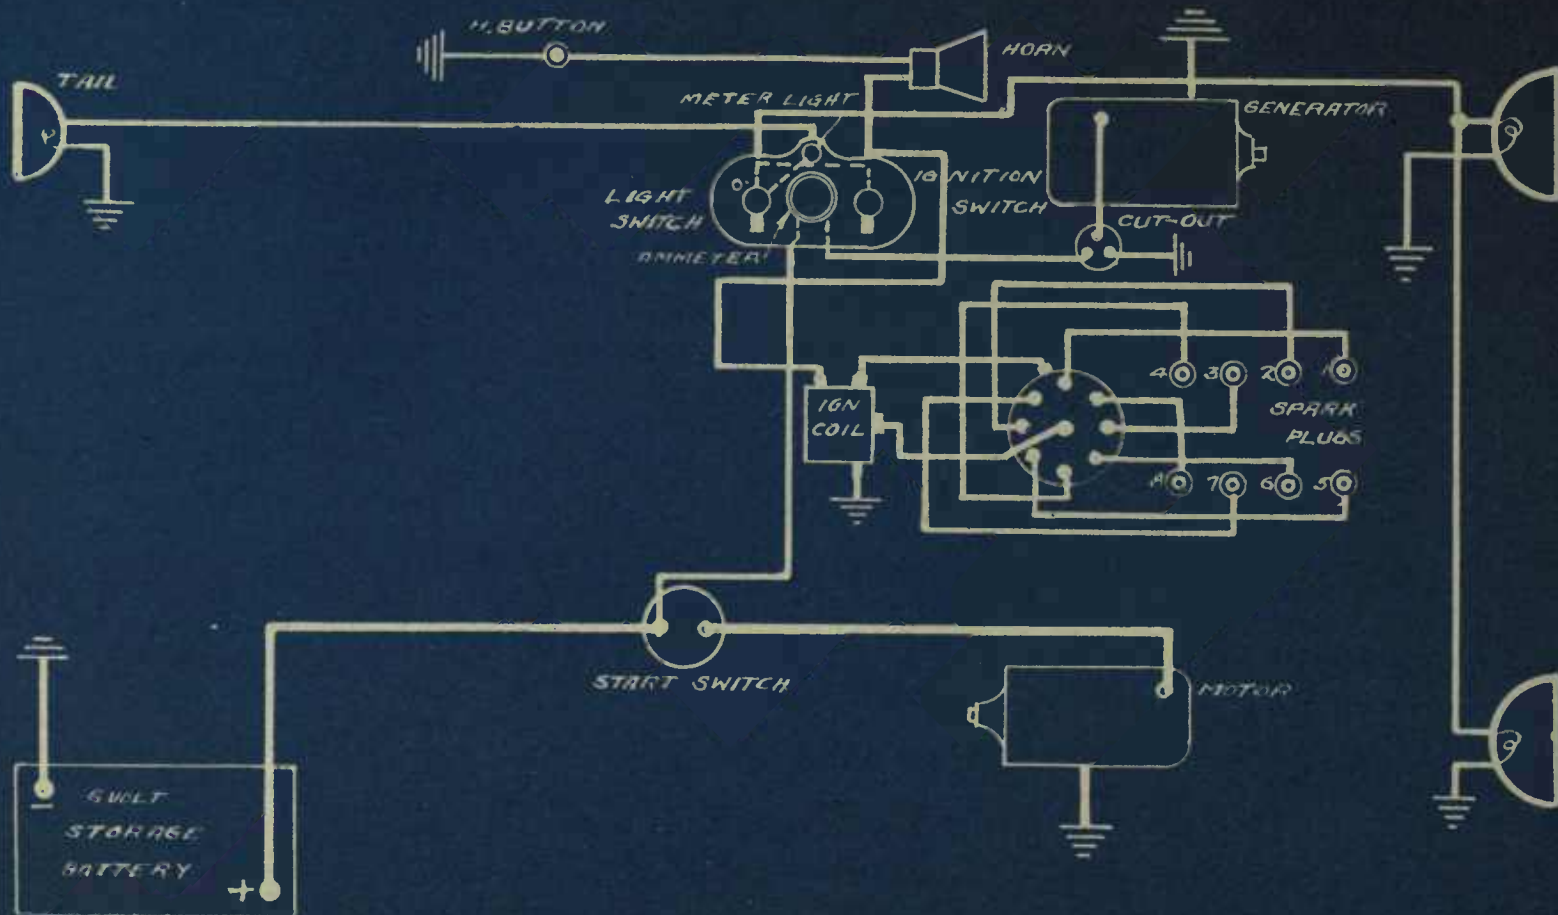 H. BUTTON
HORN
TAIL
METER LIGHT
GENERATOR
LIGHT
SWITCH
IGNITION
SWITCH
CUT-OUT
AMMETER
4 3 2 1
IGN
COIL
SPARK
PLUGS
8 7 6 5
START SWITCH
MOTOR
6 VOLT
STORAGE
BATTERY
- +